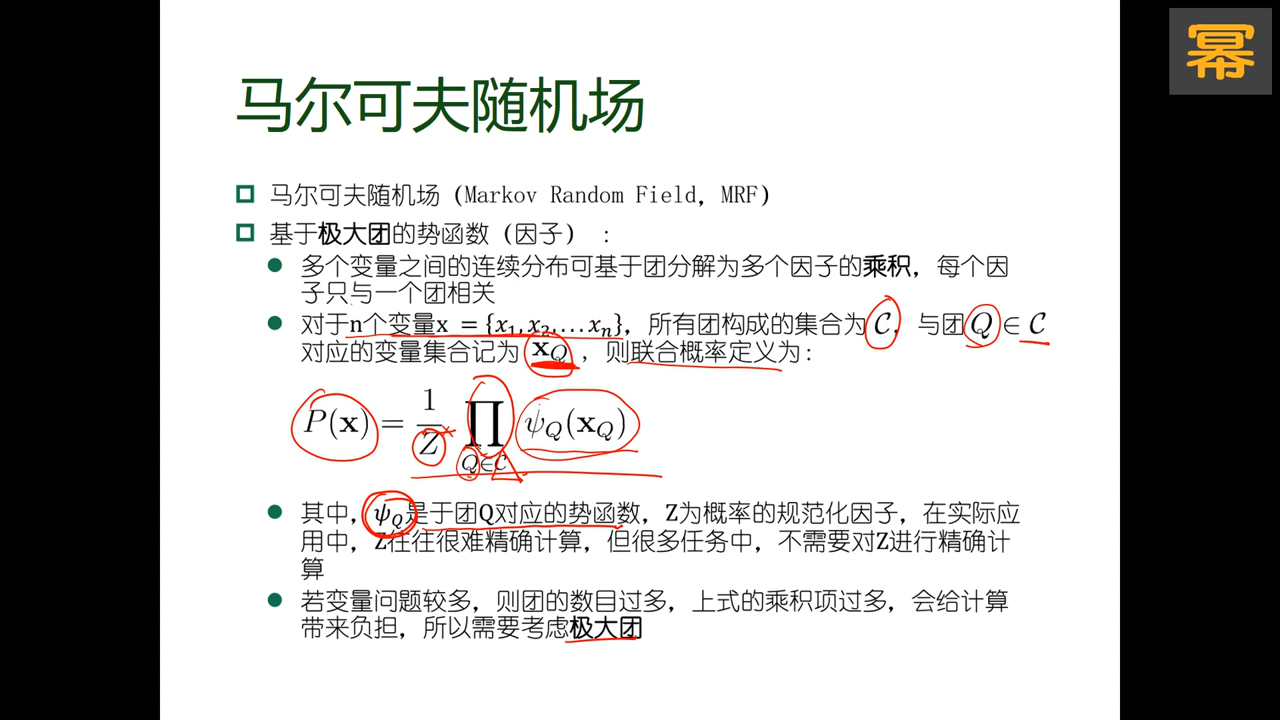 幂
马尔可夫随机场
马尔可夫随机场（Markov Random Field，MRF）
基于极大团的势函数（因子）：
多个变量之间的连续分布可基于团分解为多个因子的乘积，每个因
子只与一个团相关
对于n个变量x = {x₁, x₂, … xₙ}，所有团构成的集合为 𝒞，与团 Q ∈ 𝒞
对应的变量集合记为 x_Q，则联合概率定义为：
P(x) = 1/Z ∏_{Q∈𝒞} ψ_Q(x_Q)
其中，ψ_Q是于团Q对应的势函数，Z为概率的规范化因子，在实际应
用中，Z往往很难精确计算，但很多任务中，不需要对Z进行精确计
算
若变量问题较多，则团的数目过多，上式的乘积项过多，会给计算
带来负担，所以需要考虑极大团